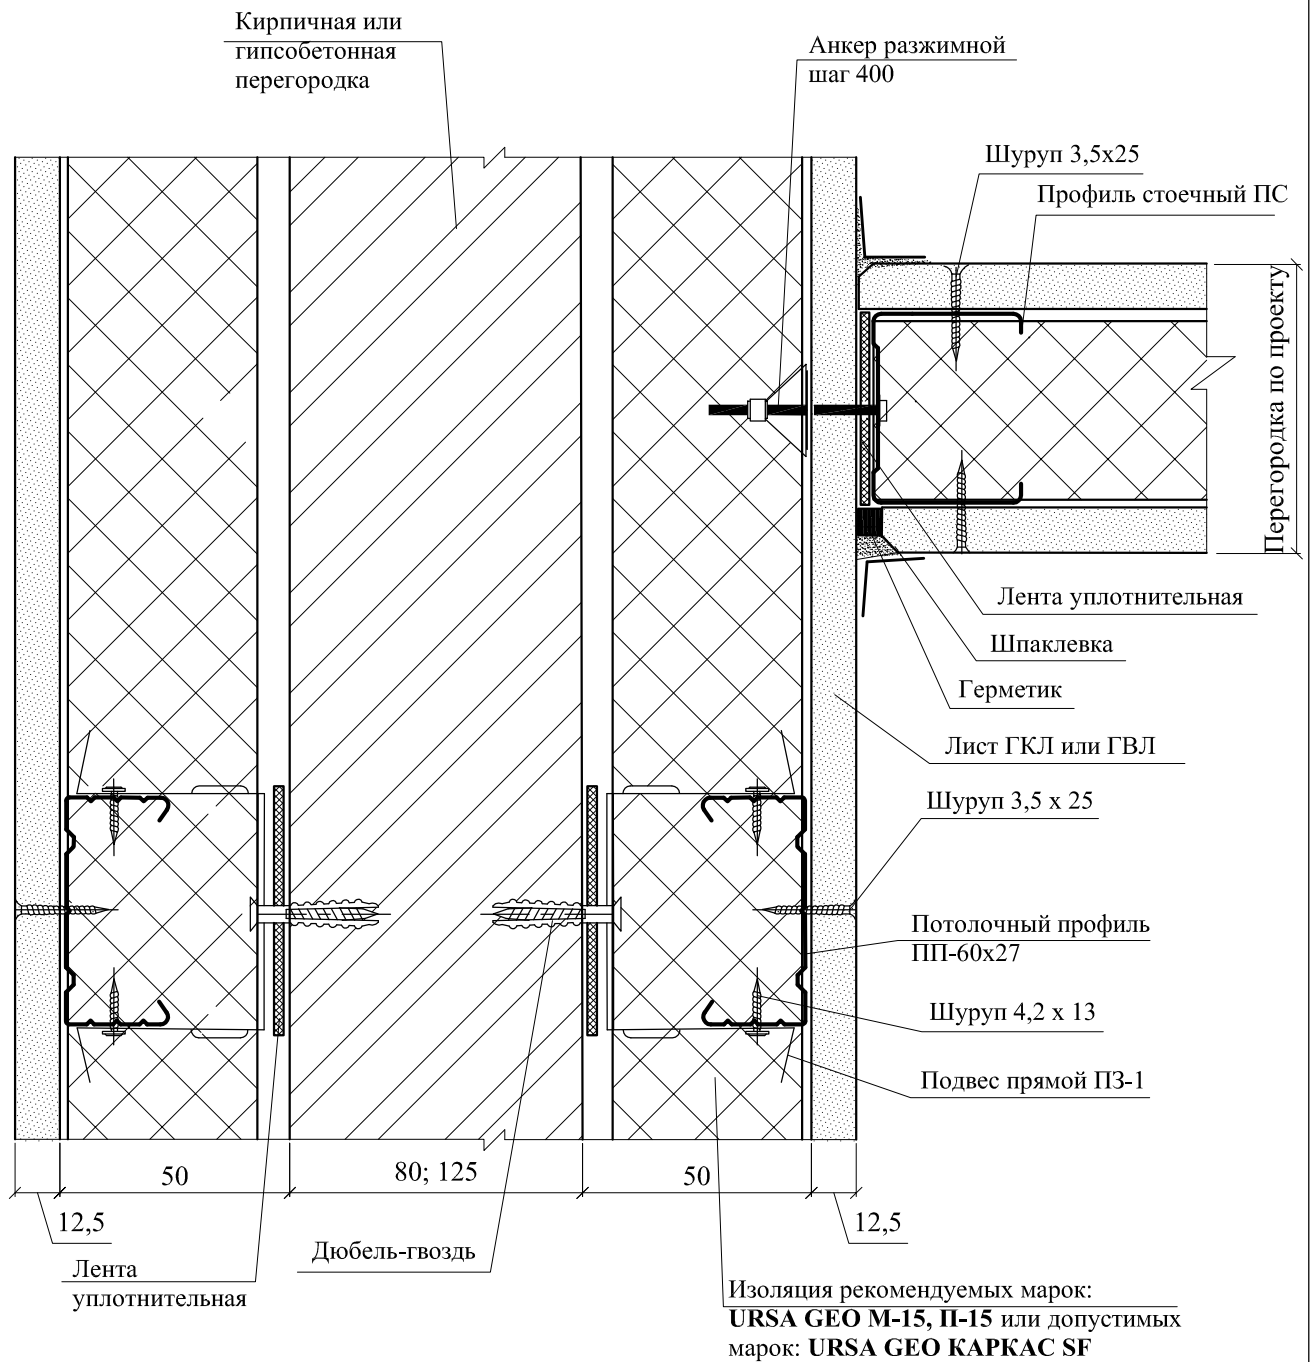 Кирпичная или
гипсобетонная
перегородка
Анкер разжимной
шаг 400
Шуруп 3,5х25
Профиль стоечный ПС
Перегородка по проекту
Лента уплотнительная
Шпаклевка
Герметик
Лист ГКЛ или ГВЛ
Шуруп 3,5 х 25
Потолочный профиль
ПП-60х27
Шуруп 4,2 х 13
Подвес прямой ПЗ-1
50
80; 125
50
12,5
12,5
Дюбель-гвоздь
Лента
уплотнительная
Изоляция рекомендуемых марок:
URSA GEO М-15, П-15 или допустимых
марок: URSA GEO КАРКАС SF